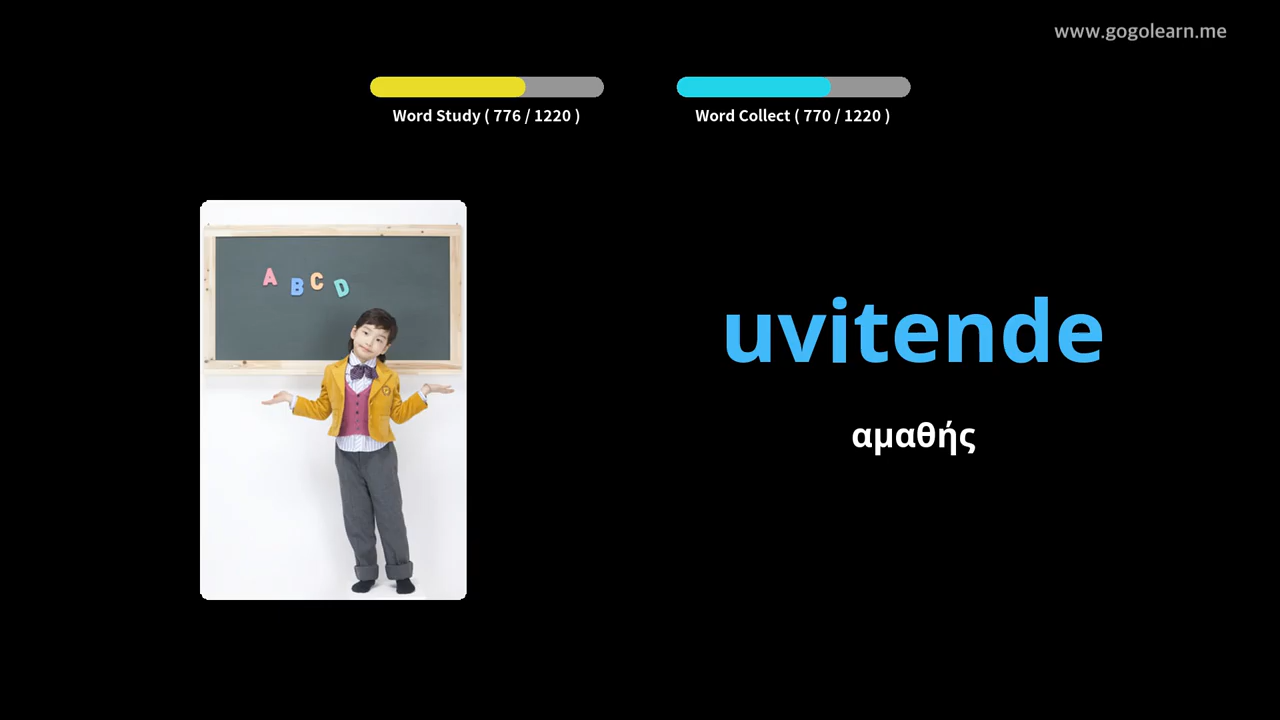 www.gogolearn.me
Word Study ( 776 / 1220 )
Word Collect ( 770 / 1220 )
A B C D
uvitende
αμαθής